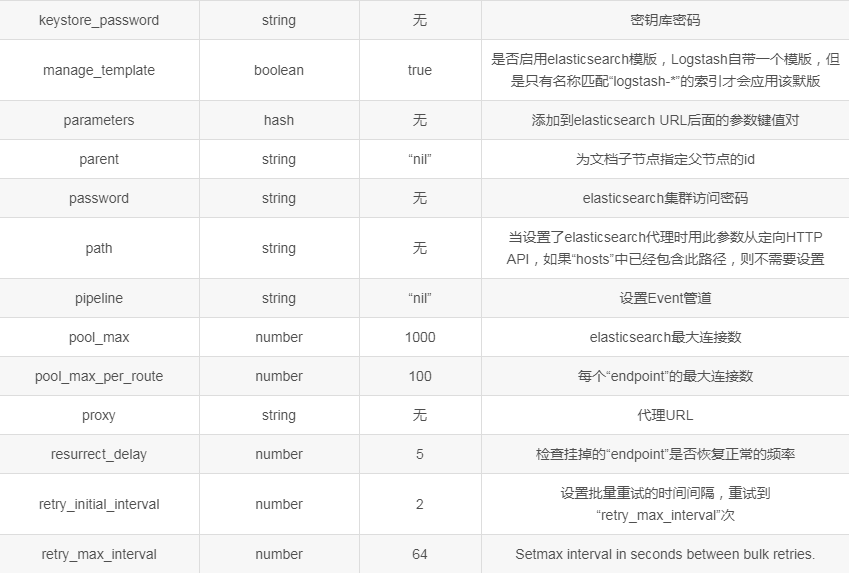 keystore_password string 无 密钥库密码
manage_template boolean true 是否启用elasticsearch模版，Logstash自带一个模版，但
是只有名称匹配“logstash-*”的索引才会应用该默版
parameters hash 无 添加到elasticsearch URL后面的参数键值对
parent string “nil” 为文档子节点指定父节点的id
password string 无 elasticsearch集群访问密码
path string 无 当设置了elasticsearch代理时用此参数从定向HTTP
API，如果“hosts”中已经包含此路径，则不需要设置
pipeline string “nil” 设置Event管道
pool_max number 1000 elasticsearch最大连接数
pool_max_per_route number 100 每个“endpoint”的最大连接数
proxy string 无 代理URL
resurrect_delay number 5 检查挂掉的“endpoint”是否恢复正常的频率
retry_initial_interval number 2 设置批量重试的时间间隔，重试到
“retry_max_interval”次
retry_max_interval number 64 Setmax interval in seconds between bulk retries.